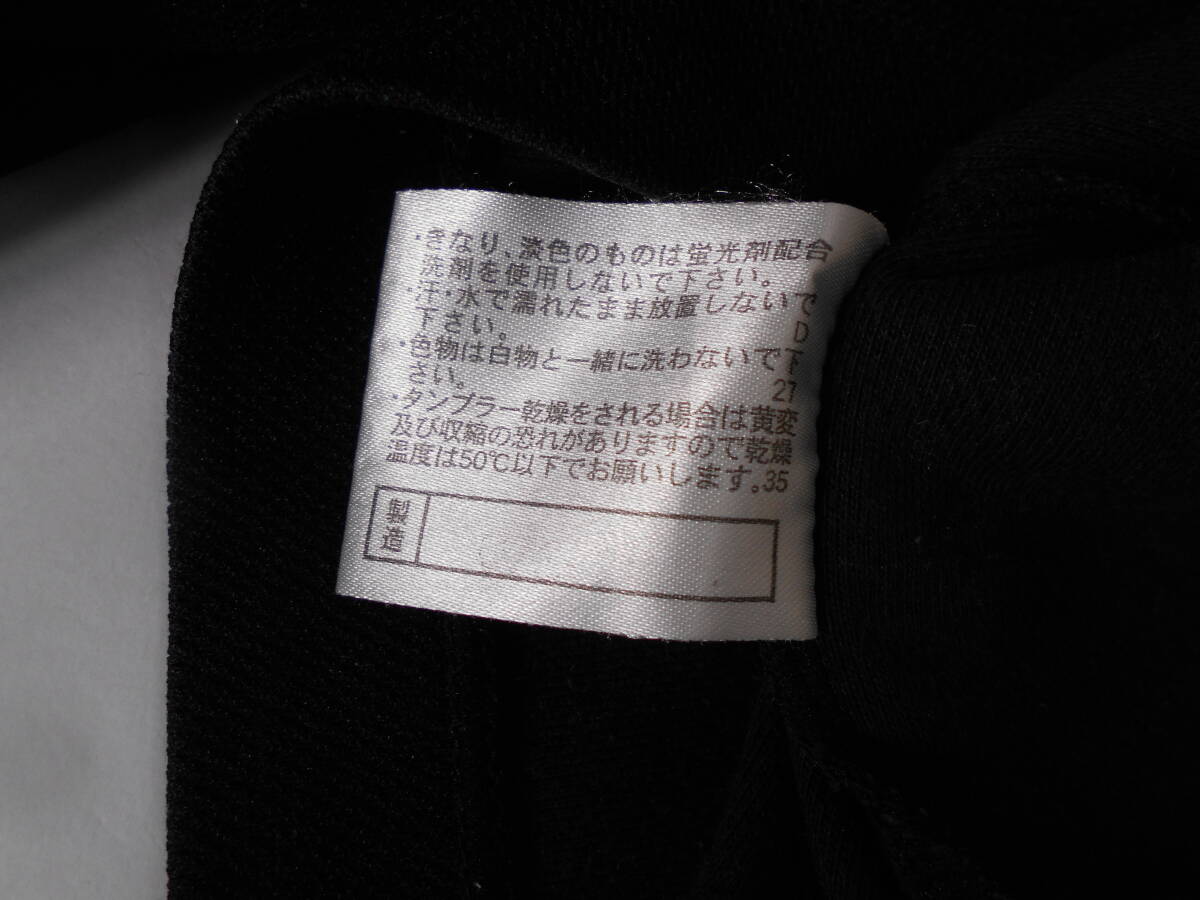 ・きなり、淡色のものは蛍光剤配合
洗剤を使用しないで下さい。
・汗・水で濡れたまま放置しないで
下さい。 D
・色物は白物と一緒に洗わないで下
さい。 27
・タンブラー乾燥をされる場合は黄変
及び収縮の恐れがありますので乾燥
温度は50℃以下でお願いします。35
製造